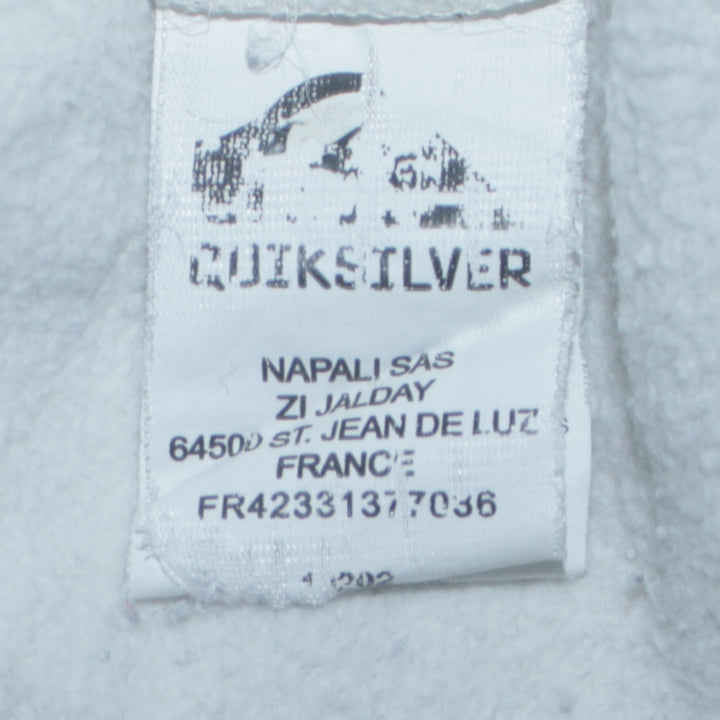 QUIKSILVER
NAPALI SAS
ZI JALDAY
64500 ST. JEAN DE LUZ
FRANCE
FR42331377036